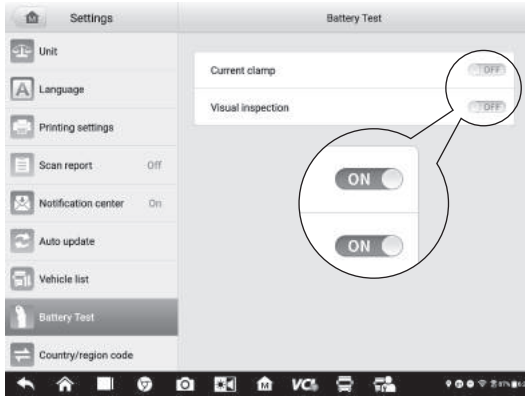 Settings
Battery Test
Unit
A Language
Printing settings
Scan report Off
Notification center On
Auto update
Vehicle list
Battery Test
Country/region code
Current clamp OFF
Visual inspection OFF
ON
ON
M VCI